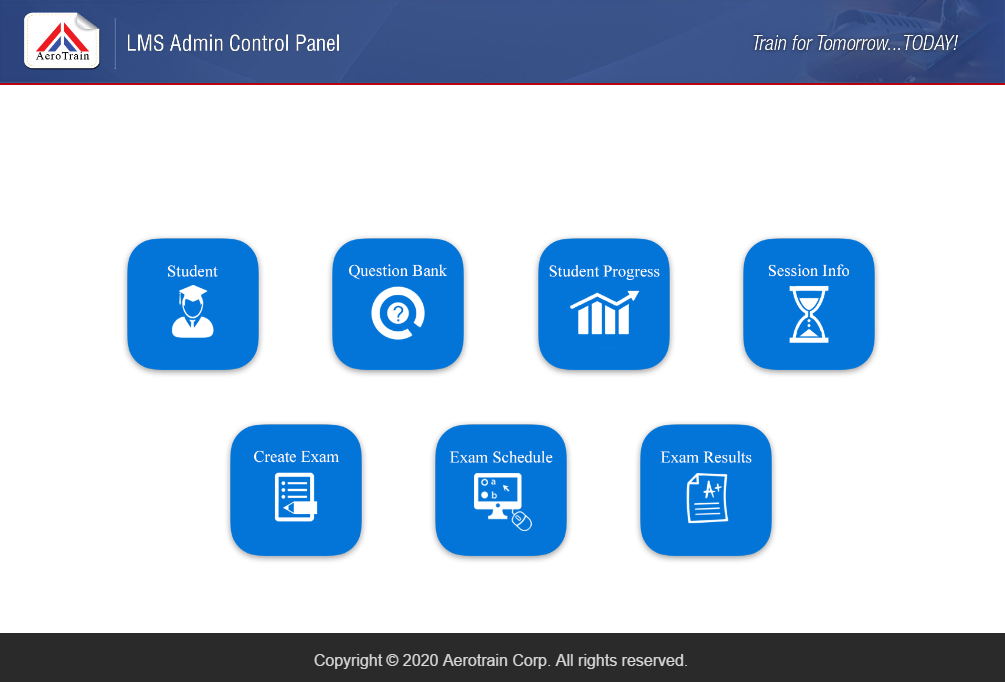 AeroTrain
LMS Admin Control Panel
Train for Tomorrow...TODAY!
Student
Question Bank
?
Student Progress
Session Info
Create Exam
Exam Schedule
a
b
Exam Results
A+
Copyright © 2020 Aerotrain Corp. All rights reserved.